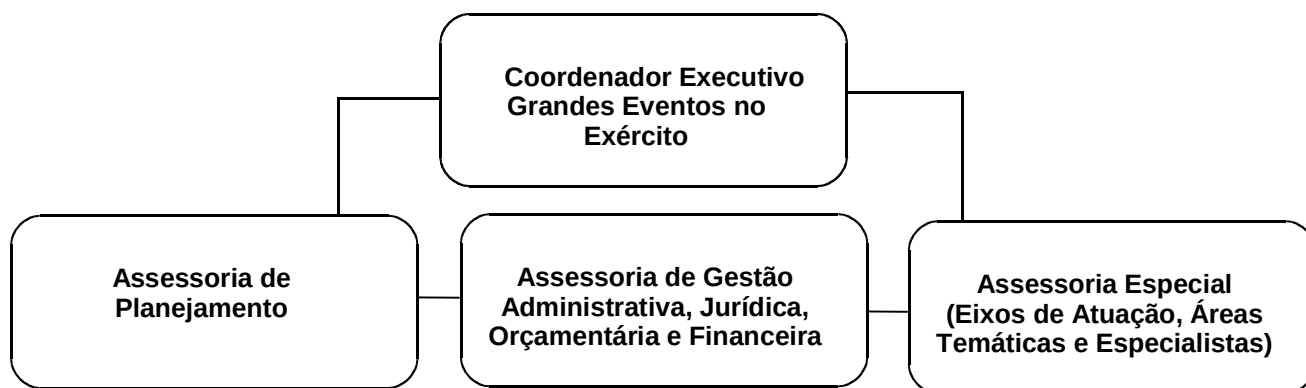 Coordenador Executivo
Grandes Eventos no
Exército
Assessoria de
Planejamento
Assessoria de Gestão
Administrativa, Jurídica,
Orçamentária e Financeira
Assessoria Especial
(Eixos de Atuação, Áreas
Temáticas e Especialistas)